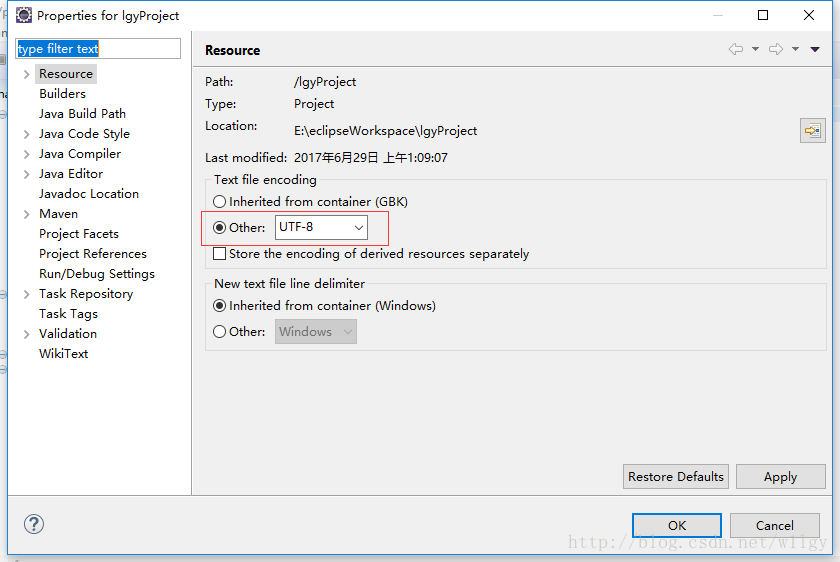 Properties for lgyProject
type filter text
Resource
Builders
Java Build Path
Java Code Style
Java Compiler
Java Editor
Javadoc Location
Maven
Project Facets
Project References
Run/Debug Settings
Task Repository
Task Tags
Validation
WikiText
Resource
Path: /lgyProject
Type: Project
Location: E:\eclipseWorkspace\lgyProject
Last modified: 2017年6月29日 上午1:09:07
Text file encoding
Inherited from container (GBK)
Other: UTF-8
Store the encoding of derived resources separately
New text file line delimiter
Inherited from container (Windows)
Other: Windows
Restore Defaults Apply
OK Cancel
http://blog.csdn.net/w11gy